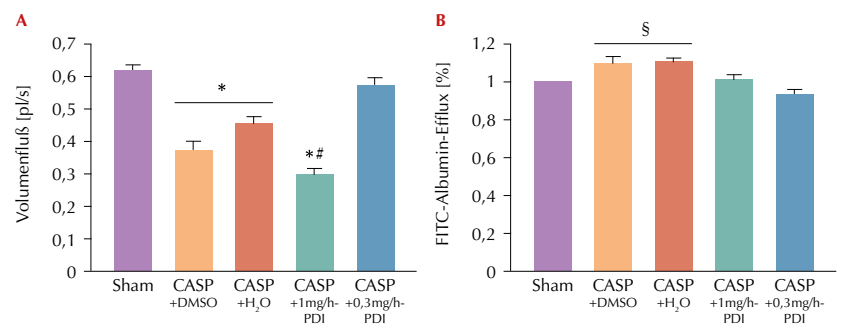 A
Volumenfluß [pl/s]
0,7
0,6
0,5
0,4
0,3
0,2
0,1
0
*
*#
Sham
CASP
+DMSO
CASP
+H₂O
CASP
+1mg/h-
PDI
CASP
+0,3mg/h-
PDI
B
FITC-Albumin-Efflux [%]
1,2
1
0,8
0,6
0,4
0,2
0
§
Sham
CASP
+DMSO
CASP
+H₂O
CASP
+1mg/h-
PDI
CASP
+0,3mg/h-
PDI